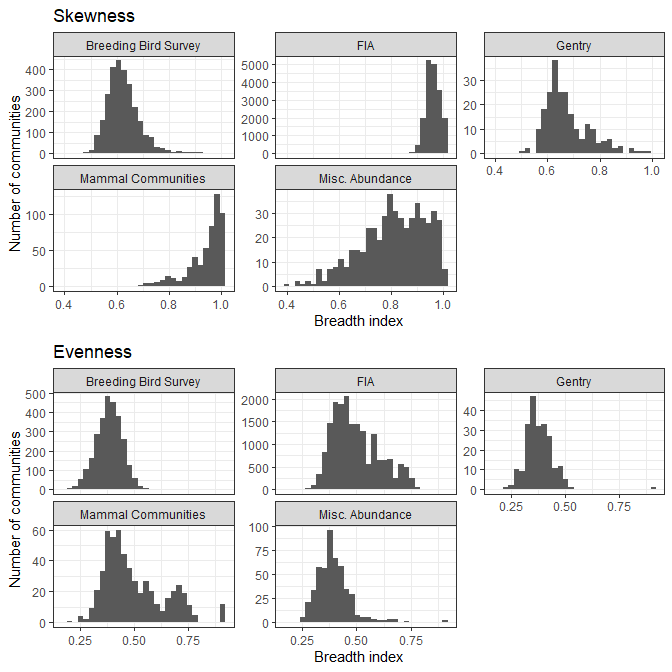 Skewness
Breeding Bird Survey FIA Gentry
400
300
200
100
0
5000
4000
3000
2000
1000
0
30
20
10
0
0.4 0.6 0.8 1.0
Mammal Communities Misc. Abundance
100
50
0
30
20
10
0
0.4 0.6 0.8 1.0
0.4 0.6 0.8 1.0
Number of communities
Breadth index
Evenness
Breeding Bird Survey FIA Gentry
500
400
300
200
100
0
2000
1500
1000
500
0
40
30
20
10
0
0.25 0.50 0.75
Mammal Communities Misc. Abundance
60
40
20
0
100
75
50
25
0
0.25 0.50 0.75
0.25 0.50 0.75
Number of communities
Breadth index